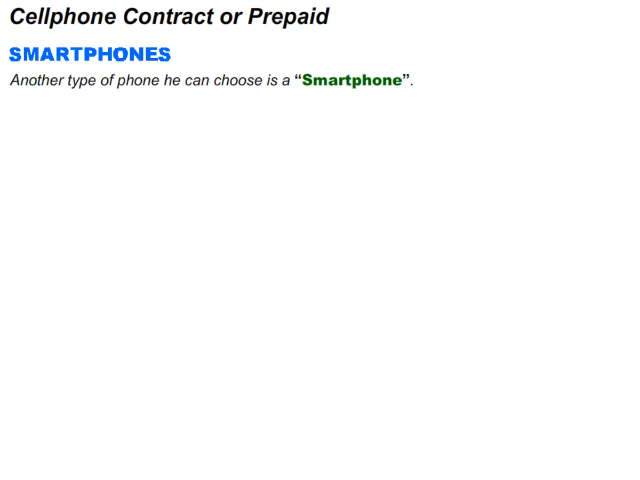 Cellphone Contract or Prepaid
SMARTPHONES
Another type of phone he can choose is a “Smartphone”.